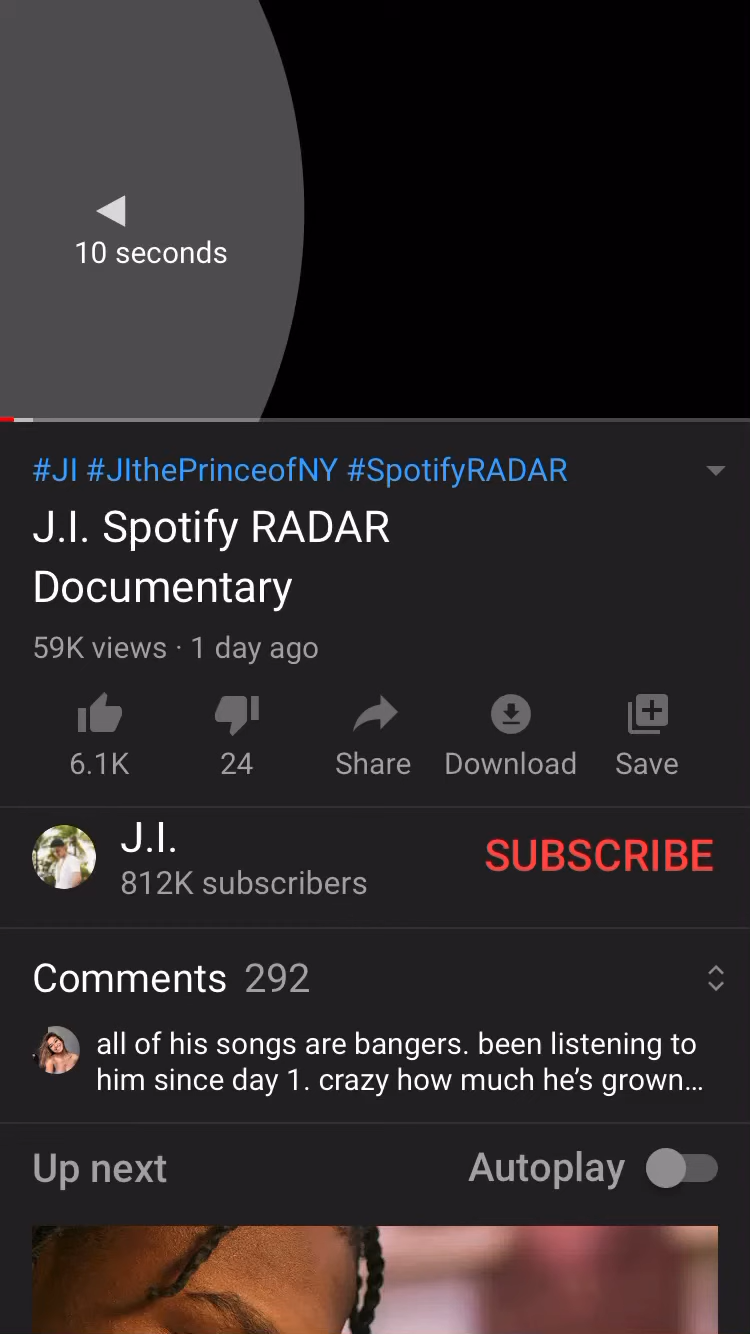 10 seconds
#JI #JIthePrinceofNY #SpotifyRADAR
J.I. Spotify RADAR
Documentary
59K views · 1 day ago
6.1K
24
Share
Download
Save
J.I.
812K subscribers
SUBSCRIBE
Comments 292
all of his songs are bangers. been listening to
him since day 1. crazy how much he’s grown…
Up next
Autoplay